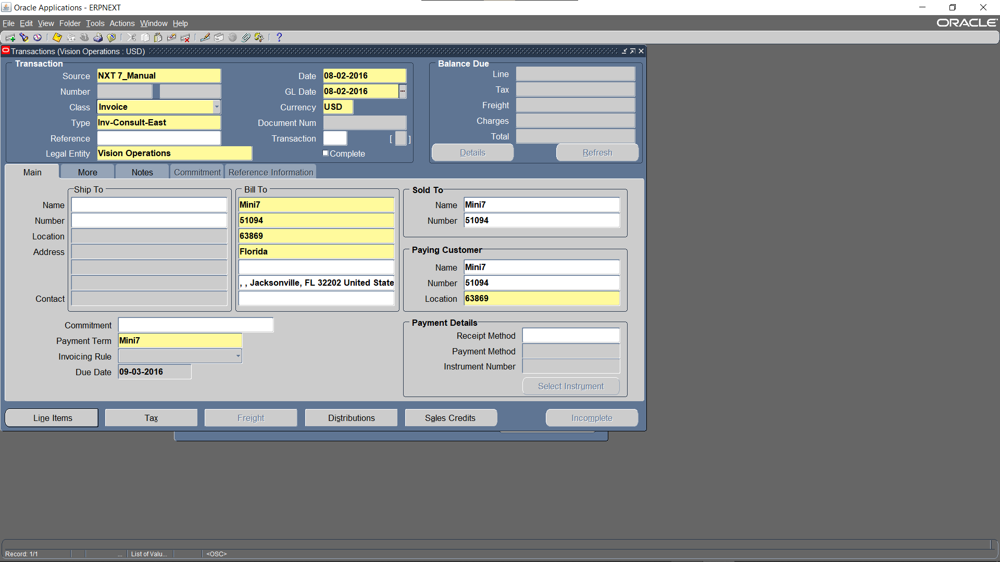 Oracle Applications - ERPNEXT
File Edit View Folder Tools Actions Window Help
ORACLE
Transactions (Vision Operations : USD)
Transaction
Source NXT 7_Manual
Number
Class Invoice
Type Inv-Consult-East
Reference
Legal Entity Vision Operations
Date 08-02-2016
GL Date 08-02-2016 ...
Currency USD
Document Num
Transaction [ ]
Complete
Balance Due
Line
Tax
Freight
Charges
Total
Details Refresh
Main More Notes Commitment Reference Information
Ship To
Name
Number
Location
Address
Contact
Bill To
Mini7
51094
63869
Florida
, , Jacksonville, FL 32202 United State
Sold To
Name Mini7
Number 51094
Paying Customer
Name Mini7
Number 51094
Location 63869
Commitment
Payment Term Mini7
Invoicing Rule
Due Date 09-03-2016
Payment Details
Receipt Method
Payment Method
Instrument Number
Select Instrument
Line Items Tax Freight Distributions Sales Credits Incomplete
Record: 1/1 ... List of Valu... <OSC>